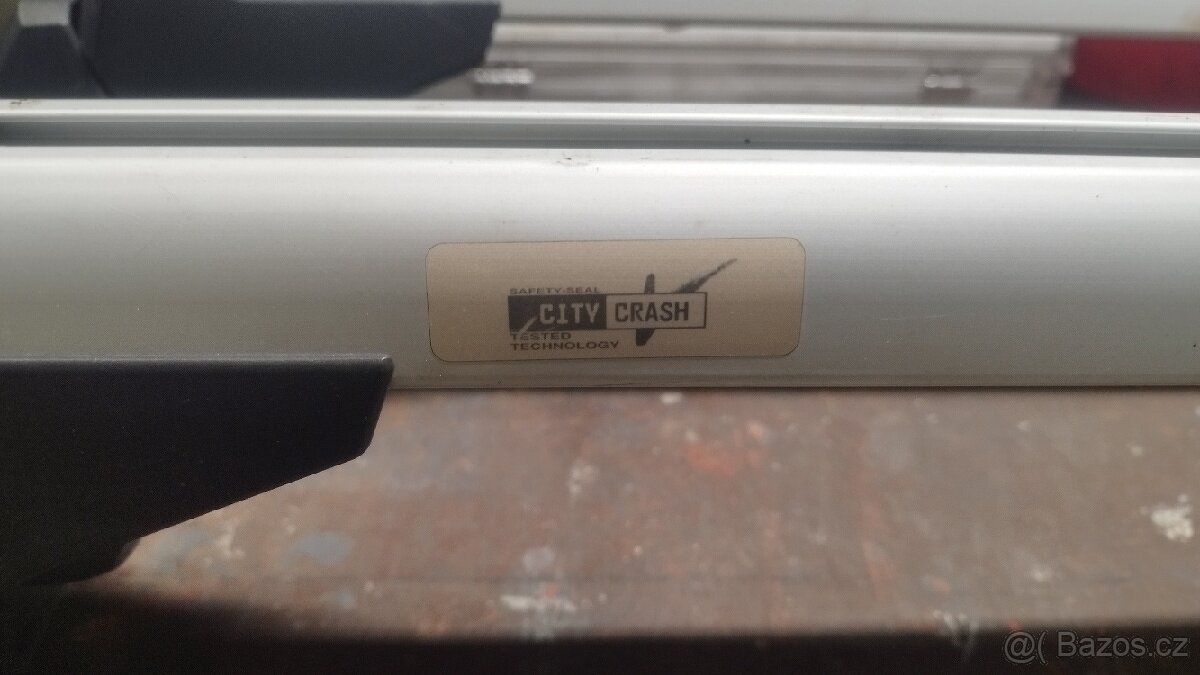 SAFETY-SEAL
CITY CRASH
TESTED
TECHNOLOGY
@( Bazos.cz